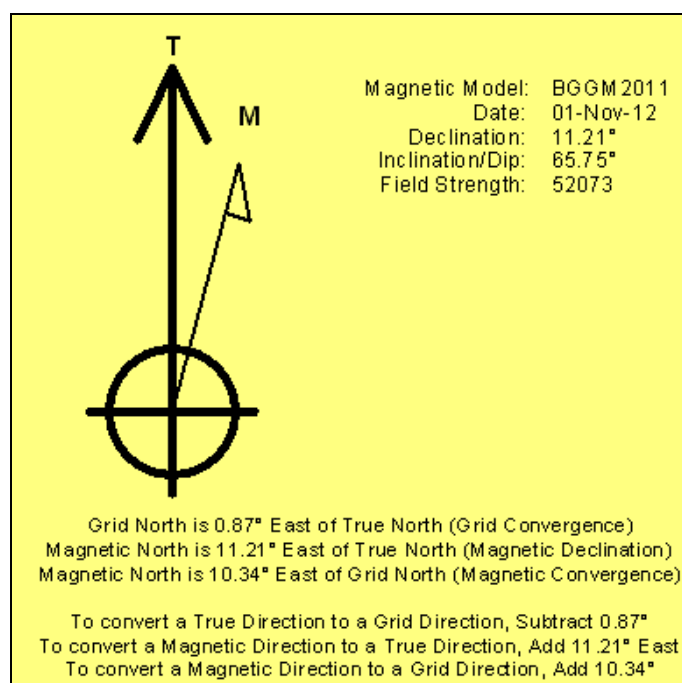 T
M
Magnetic Model: BGGM2011
Date: 01-Nov-12
Declination: 11.21°
Inclination/Dip: 65.75°
Field Strength: 52073
Grid North is 0.87° East of True North (Grid Convergence)
Magnetic North is 11.21° East of True North (Magnetic Declination)
Magnetic North is 10.34° East of Grid North (Magnetic Convergence)
To convert a True Direction to a Grid Direction, Subtract 0.87°
To convert a Magnetic Direction to a True Direction, Add 11.21° East
To convert a Magnetic Direction to a Grid Direction, Add 10.34°